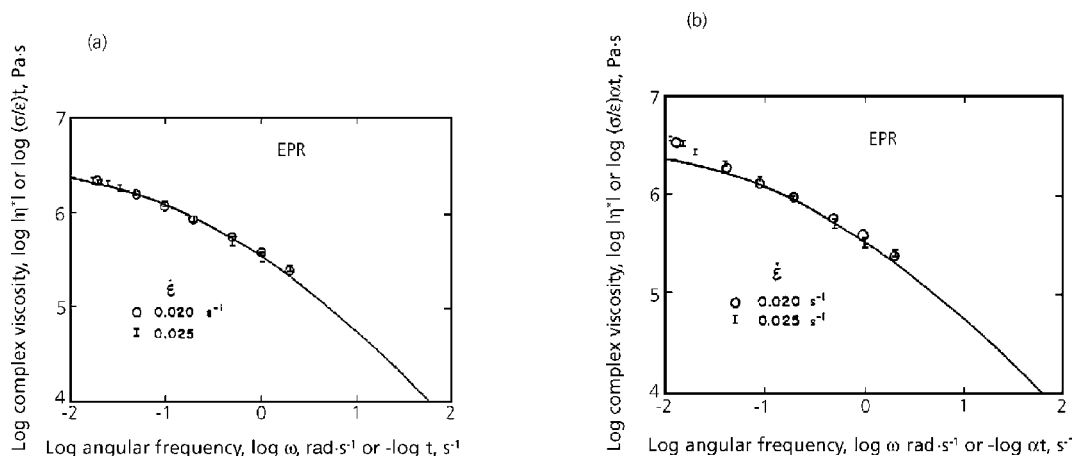 (a)
Log complex viscosity, log |η*| or log (σ/ε)t, Pa·s
7
6
5
4
EPR
ε̇
0.020 s⁻¹
0.025
-2 -1 0 1 2
Log angular frequency, log ω, rad·s⁻¹ or -log t, s⁻¹
(b)
Log complex viscosity, log |η*| or log (σ/ε)αt, Pa·s
7
6
5
4
EPR
ε̇
0.020 s⁻¹
0.025 s⁻¹
-2 -1 0 1 2
Log angular frequency, log ω rad·s⁻¹ or -log αt, s⁻¹